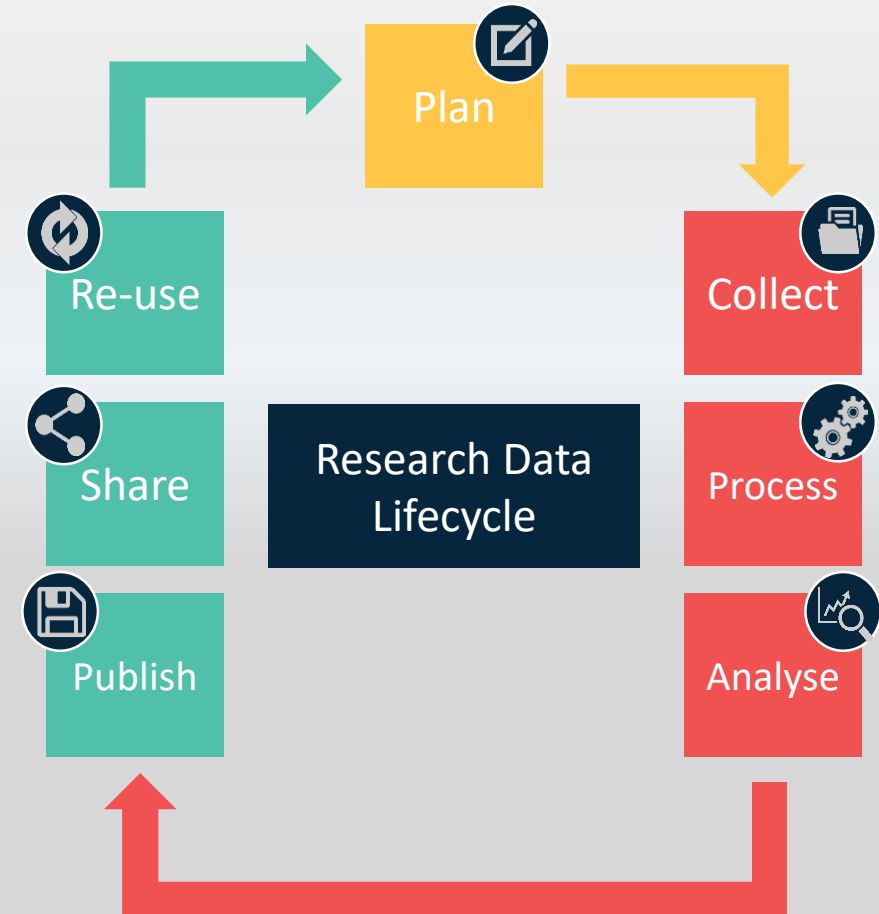 Plan
Re-use
Collect
Share
Research Data
Lifecycle
Process
Publish
Analyse